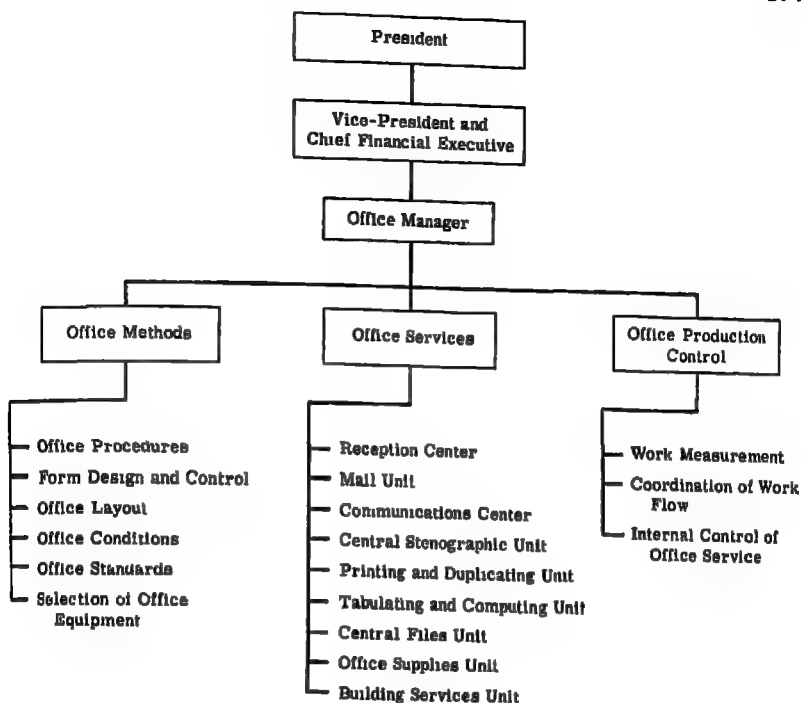 President
Vice-President and
Chief Financial Executive
Office Manager
Office Methods
Office Services
Office Production
Control
Office Procedures
Form Design and Control
Office Layout
Office Conditions
Office Standards
Selection of Office
Equipment
Reception Center
Mail Unit
Communications Center
Central Stenographic Unit
Printing and Duplicating Unit
Tabulating and Computing Unit
Central Files Unit
Office Supplies Unit
Building Services Unit
Work Measurement
Coordination of Work
Flow
Internal Control of
Office Service